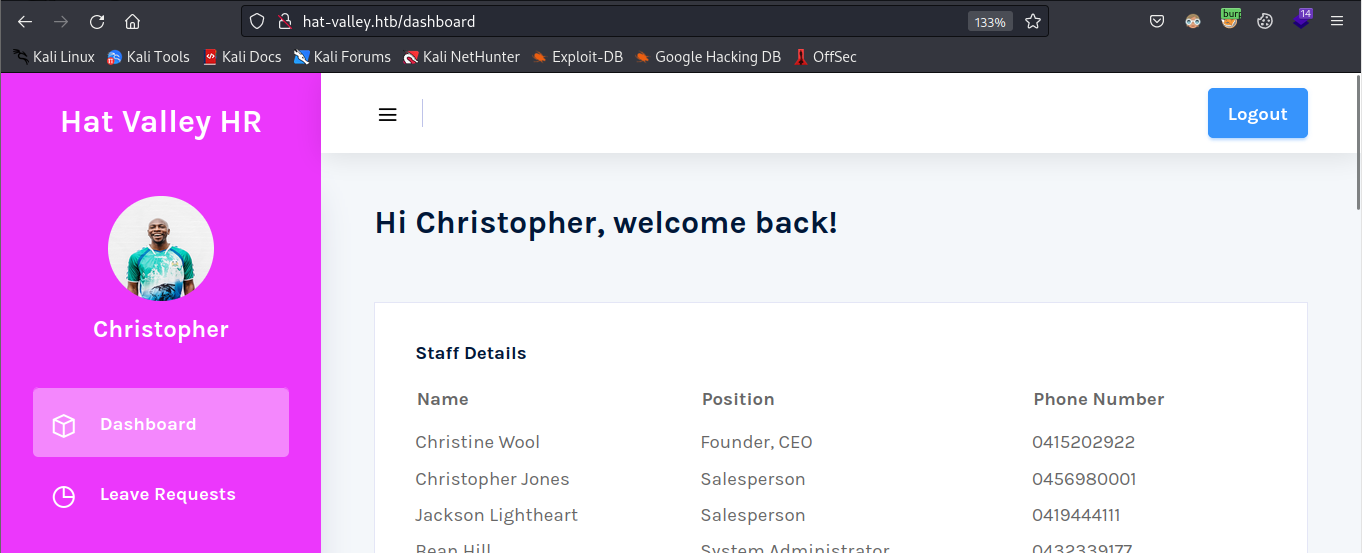 hat-valley.htb/dashboard
133%
burp
14
Kali Linux Kali Tools Kali Docs Kali Forums Kali NetHunter Exploit-DB Google Hacking DB OffSec
Hat Valley HR
Logout
Christopher
Dashboard
Leave Requests
Hi Christopher, welcome back!
Staff Details
Name Position Phone Number
Christine Wool Founder, CEO 0415202922
Christopher Jones Salesperson 0456980001
Jackson Lightheart Salesperson 0419444111
Bean Hill System Administrator 0432339177